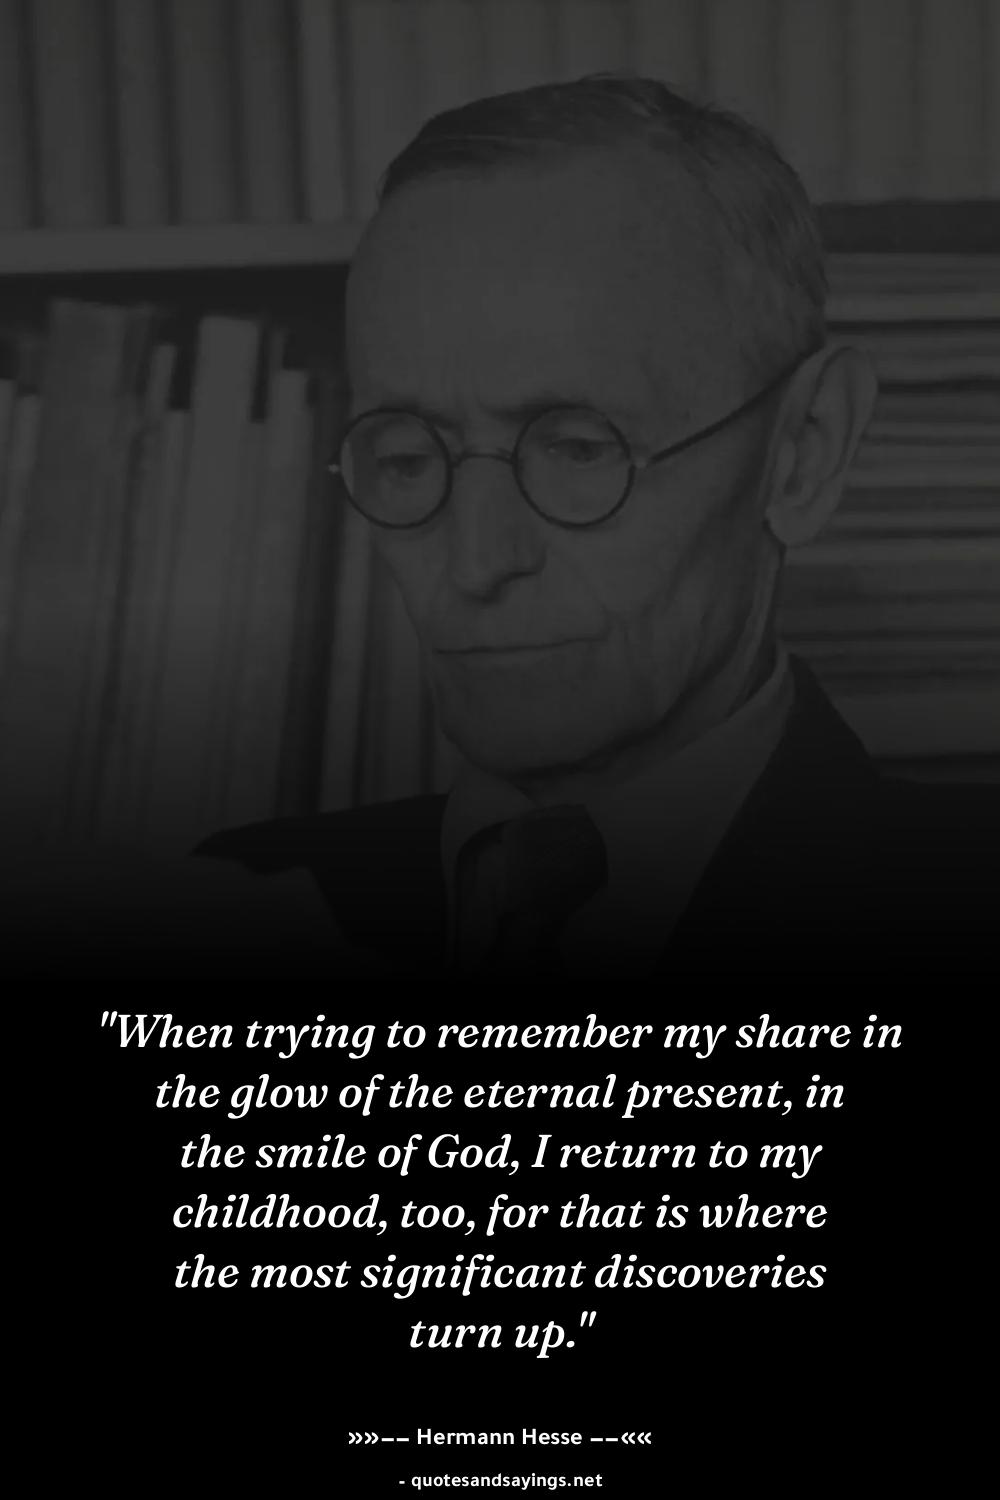 "When trying to remember my share in
the glow of the eternal present, in
the smile of God, I return to my
childhood, too, for that is where
the most significant discoveries
turn up."
»»−− Hermann Hesse −−««
- quotesandsayings.net